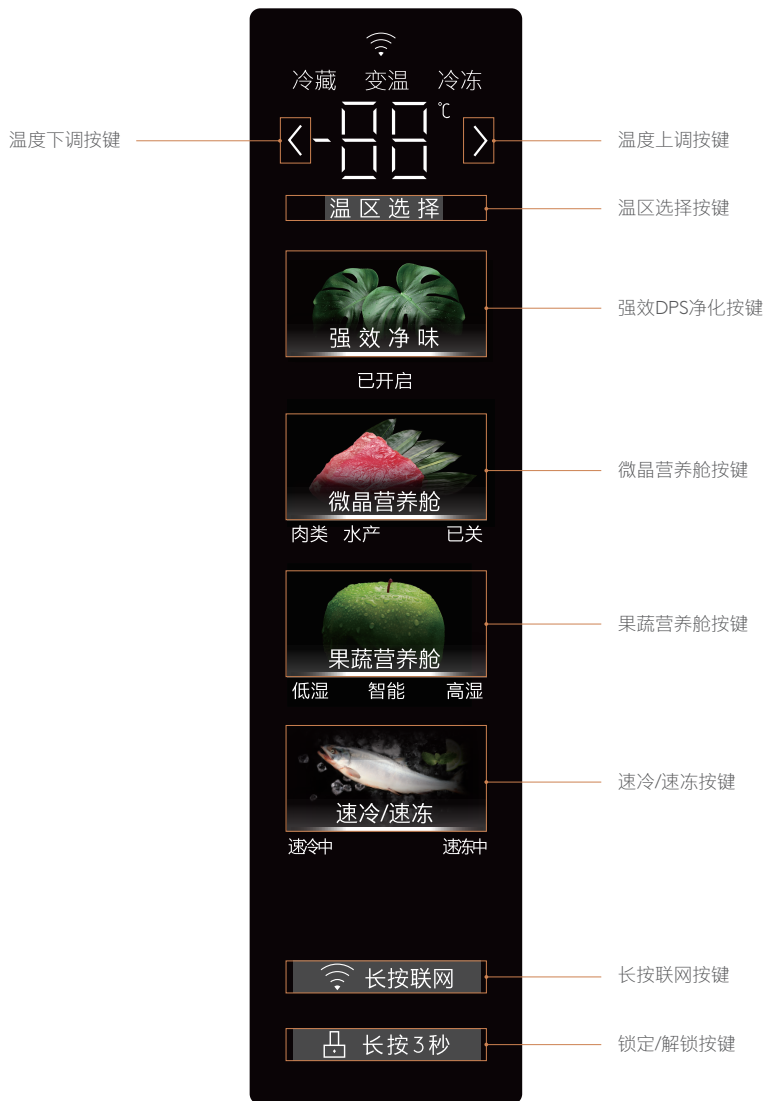 冷藏 变温 冷冻
温度下调按键
-88 ℃
温度上调按键
温区选择
温区选择按键
强效净味
强效DPS净化按键
已开启
微晶营养舱
微晶营养舱按键
肉类 水产 已关
果蔬营养舱
果蔬营养舱按键
低湿 智能 高湿
速冷/速冻
速冷/速冻按键
速冷中 速冻中
长按联网
长按联网按键
长按3秒
锁定/解锁按键